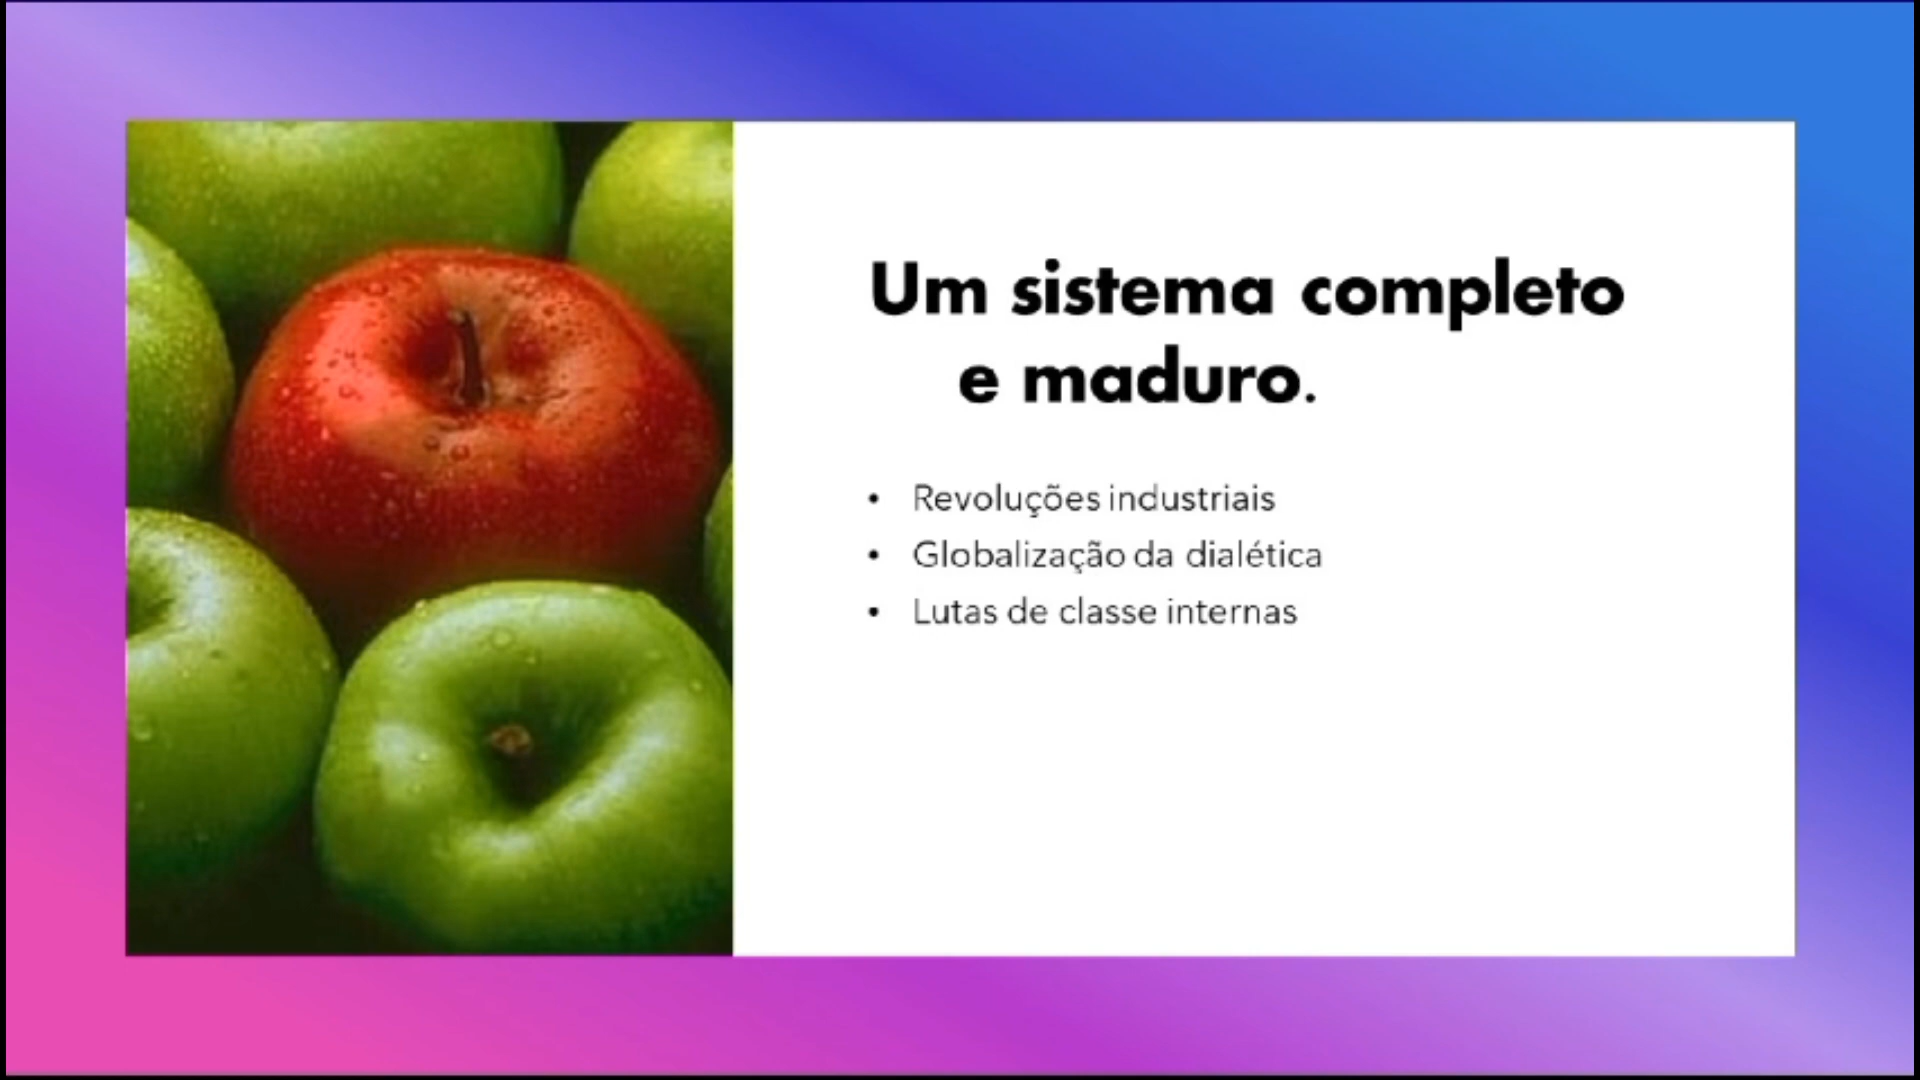 Um sistema completo
e maduro.
• Revoluções industriais
• Globalização da dialética
• Lutas de classe internas